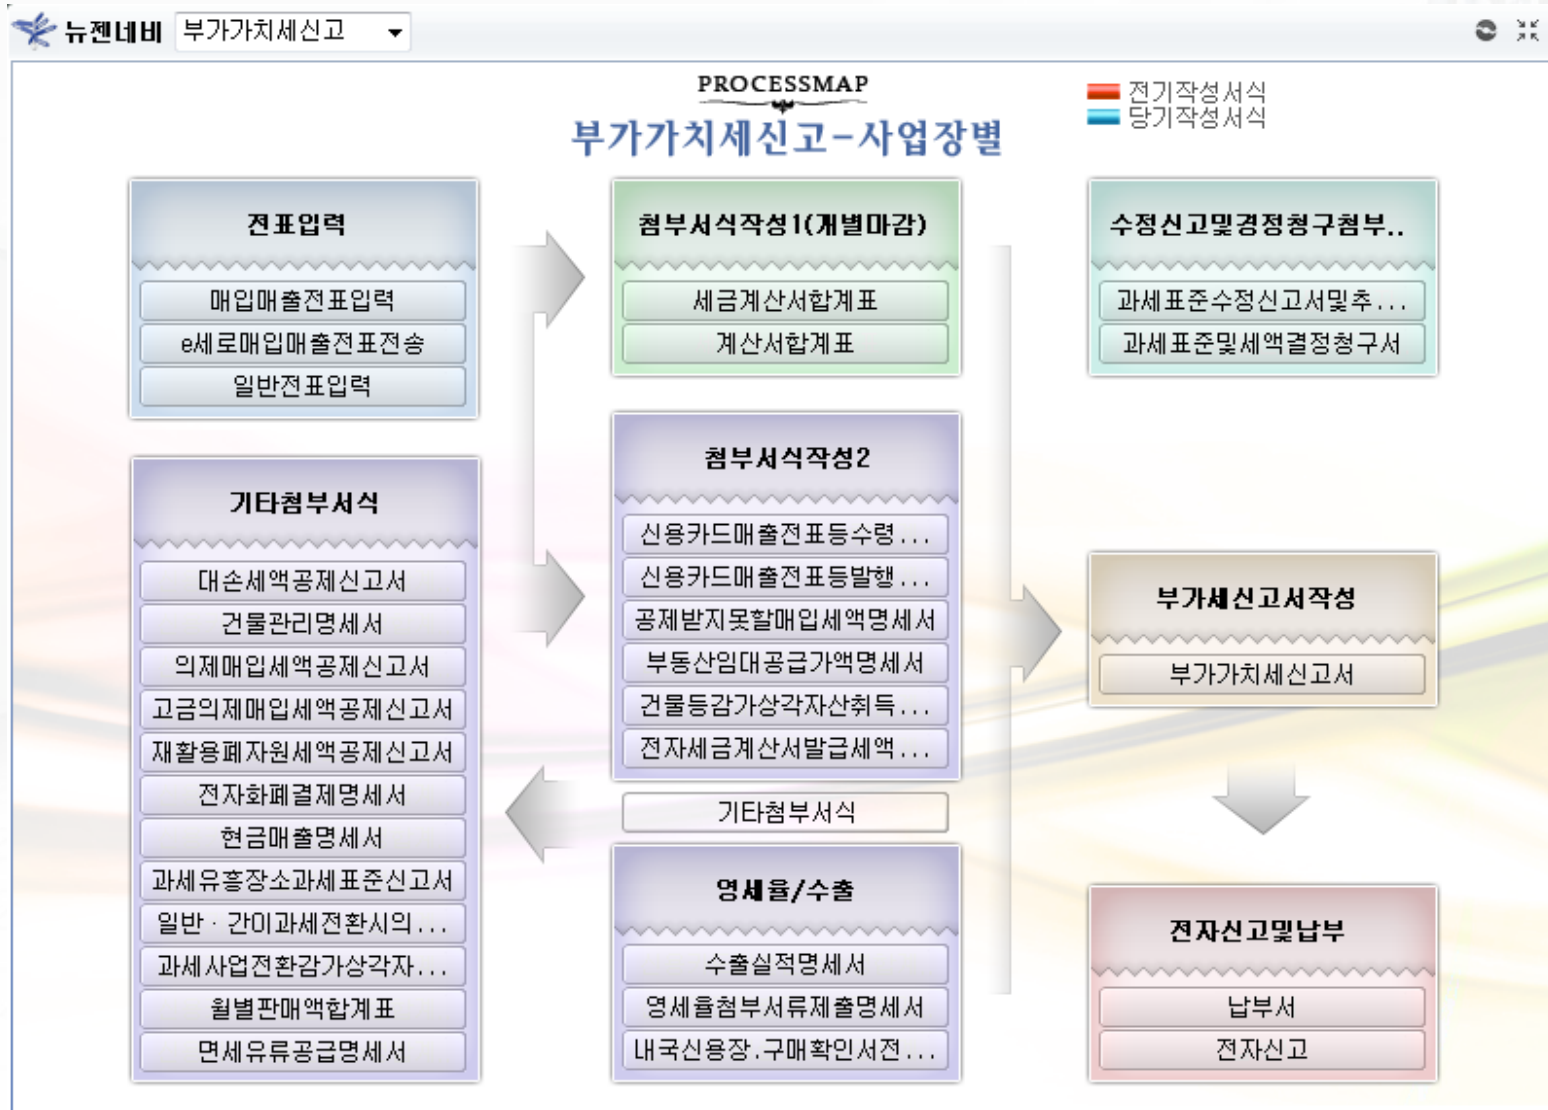 뉴젠네비 부가가치세신고
PROCESSMAP
부가가치세신고-사업장별
전기작성서식
당기작성서식
전표입력
매입매출전표입력
e세로매입매출전표전송
일반전표입력
기타첨부서식
대손세액공제신고서
건물관리명세서
의제매입세액공제신고서
고금의제매입세액공제신고서
재활용폐자원세액공제신고서
전자화폐결제명세서
현금매출명세서
과세유흥장소과세표준신고서
일반·간이과세전환시의...
과세사업전환감가상각자...
월별판매액합계표
면세유류공급명세서
첨부서식작성1(개별마감)
세금계산서합계표
계산서합계표
첨부서식작성2
신용카드매출전표등수령...
신용카드매출전표등발행...
공제받지못할매입세액명세서
부동산임대공급가액명세서
건물등감가상각자산취득...
전자세금계산서발급세액...
기타첨부서식
영세율/수출
수출실적명세서
영세율첨부서류제출명세서
내국신용장.구매확인서전...
수정신고및경정청구첨부..
과세표준수정신고서및추...
과세표준및세액결정청구서
부가세신고서작성
부가가치세신고서
전자신고및납부
납부서
전자신고